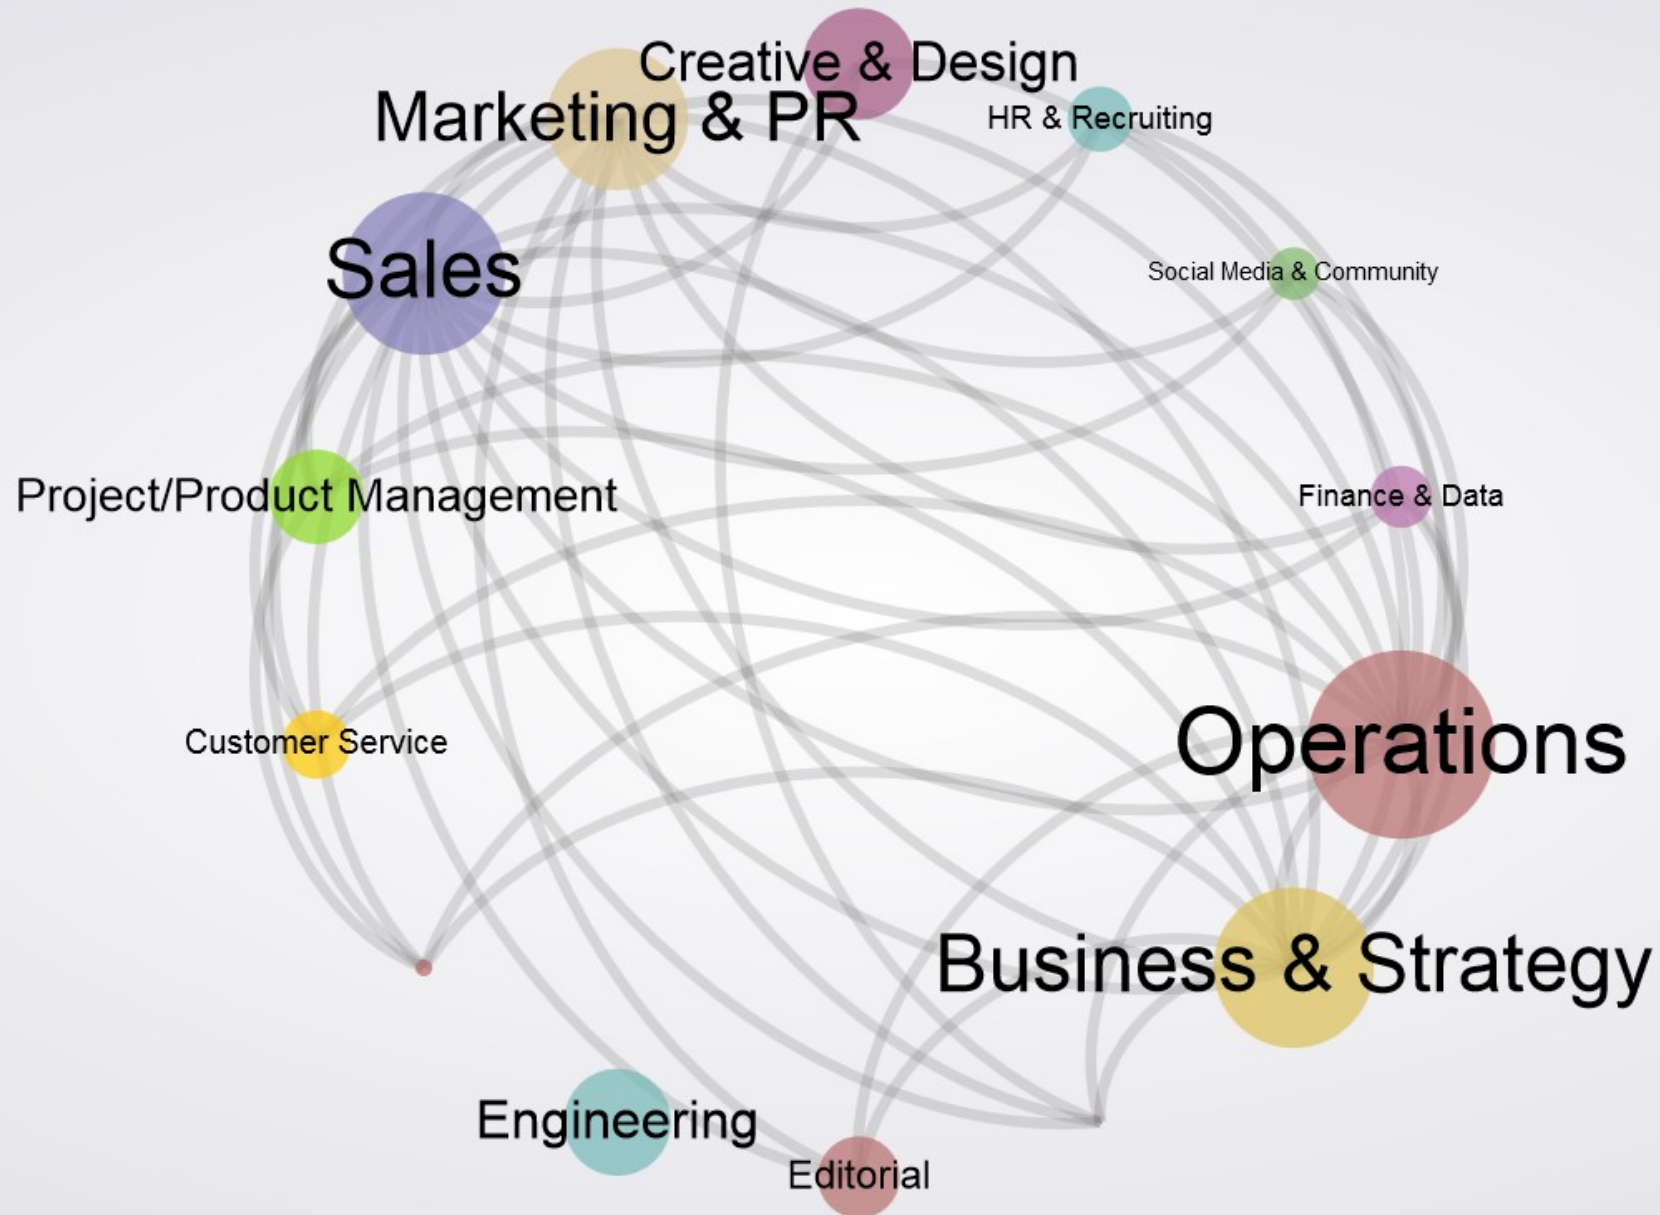 Creative & Design
Marketing & PR
HR & Recruiting
Sales
Social Media & Community
Project/Product Management
Finance & Data
Customer Service
Operations
Business & Strategy
Engineering
Editorial